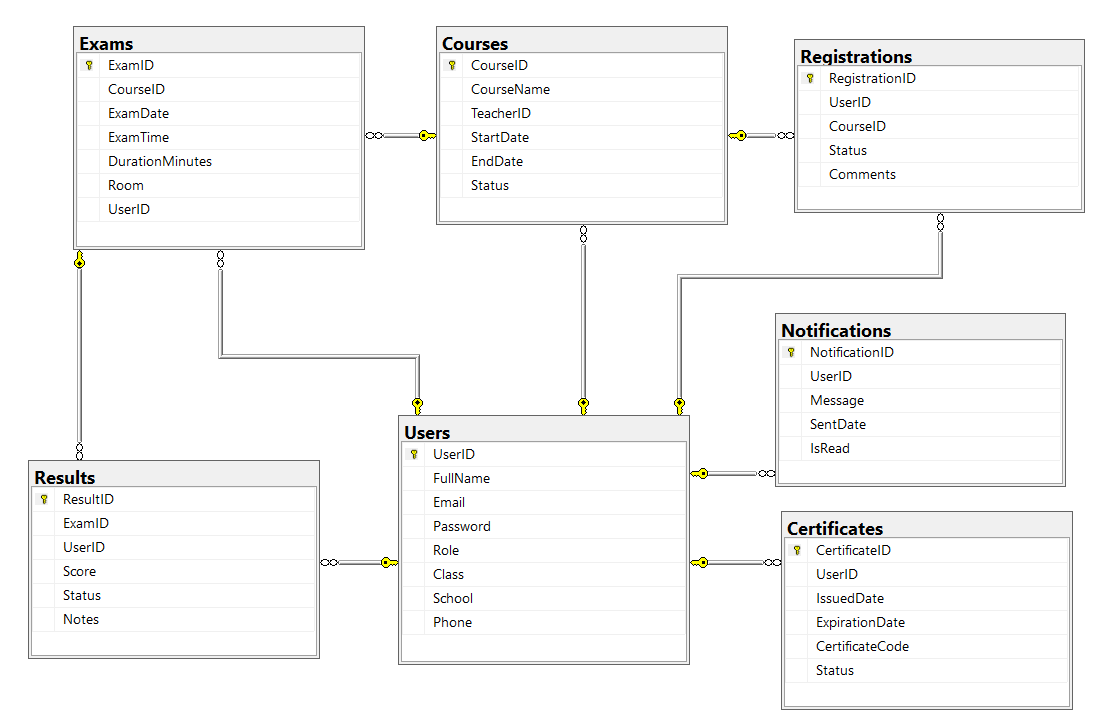 Exams
ExamID
CourseID
ExamDate
ExamTime
DurationMinutes
Room
UserID
Courses
CourseID
CourseName
TeacherID
StartDate
EndDate
Status
Registrations
RegistrationID
UserID
CourseID
Status
Comments
Notifications
NotificationID
UserID
Message
SentDate
IsRead
Users
UserID
FullName
Email
Password
Role
Class
School
Phone
Results
ResultID
ExamID
UserID
Score
Status
Notes
Certificates
CertificateID
UserID
IssuedDate
ExpirationDate
CertificateCode
Status